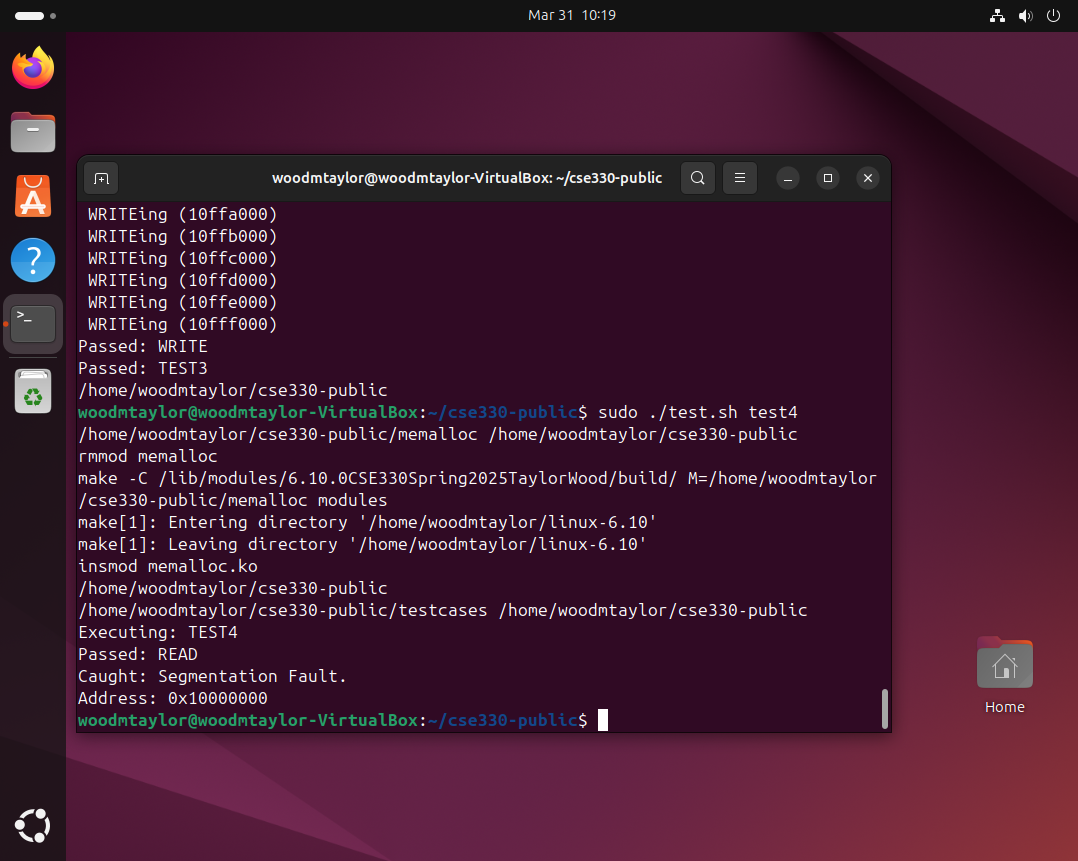 Mar 31 10:19
woodmtaylor@woodmtaylor-VirtualBox: ~/cse330-public
WRITEing (10ffa000)
WRITEing (10ffb000)
WRITEing (10ffc000)
WRITEing (10ffd000)
WRITEing (10ffe000)
WRITEing (10fff000)
Passed: WRITE
Passed: TEST3
/home/woodmtaylor/cse330-public
woodmtaylor@woodmtaylor-VirtualBox:~/cse330-public$ sudo ./test.sh test4
/home/woodmtaylor/cse330-public/memalloc /home/woodmtaylor/cse330-public
rmmod memalloc
make -C /lib/modules/6.10.0CSE330Spring2025TaylorWood/build/ M=/home/woodmtaylor
/cse330-public/memalloc modules
make[1]: Entering directory '/home/woodmtaylor/linux-6.10'
make[1]: Leaving directory '/home/woodmtaylor/linux-6.10'
insmod memalloc.ko
/home/woodmtaylor/cse330-public
/home/woodmtaylor/cse330-public/testcases /home/woodmtaylor/cse330-public
Executing: TEST4
Passed: READ
Caught: Segmentation Fault.
Address: 0x10000000
woodmtaylor@woodmtaylor-VirtualBox:~/cse330-public$
Home